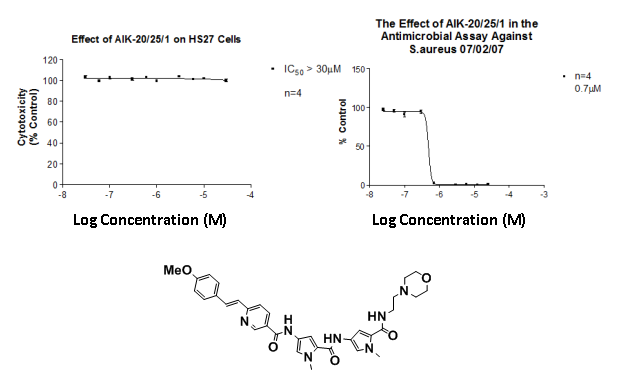 Effect of AIK-20/25/1 on HS27 Cells
120
100
80
60
40
20
0
-8
-7
-6
-5
-4
Cytotoxicity
(% Control)
Log Concentration (M)
IC50 > 30µM
n=4
The Effect of AIK-20/25/1 in the
Antimicrobial Assay Against
S.aureus 07/02/07
150
100
50
0
-8
-7
-6
-5
-4
-3
% Control
Log Concentration (M)
n=4
0.7µM
MeO
N
O
HN
N
O
HN
N
O
HN
N
O